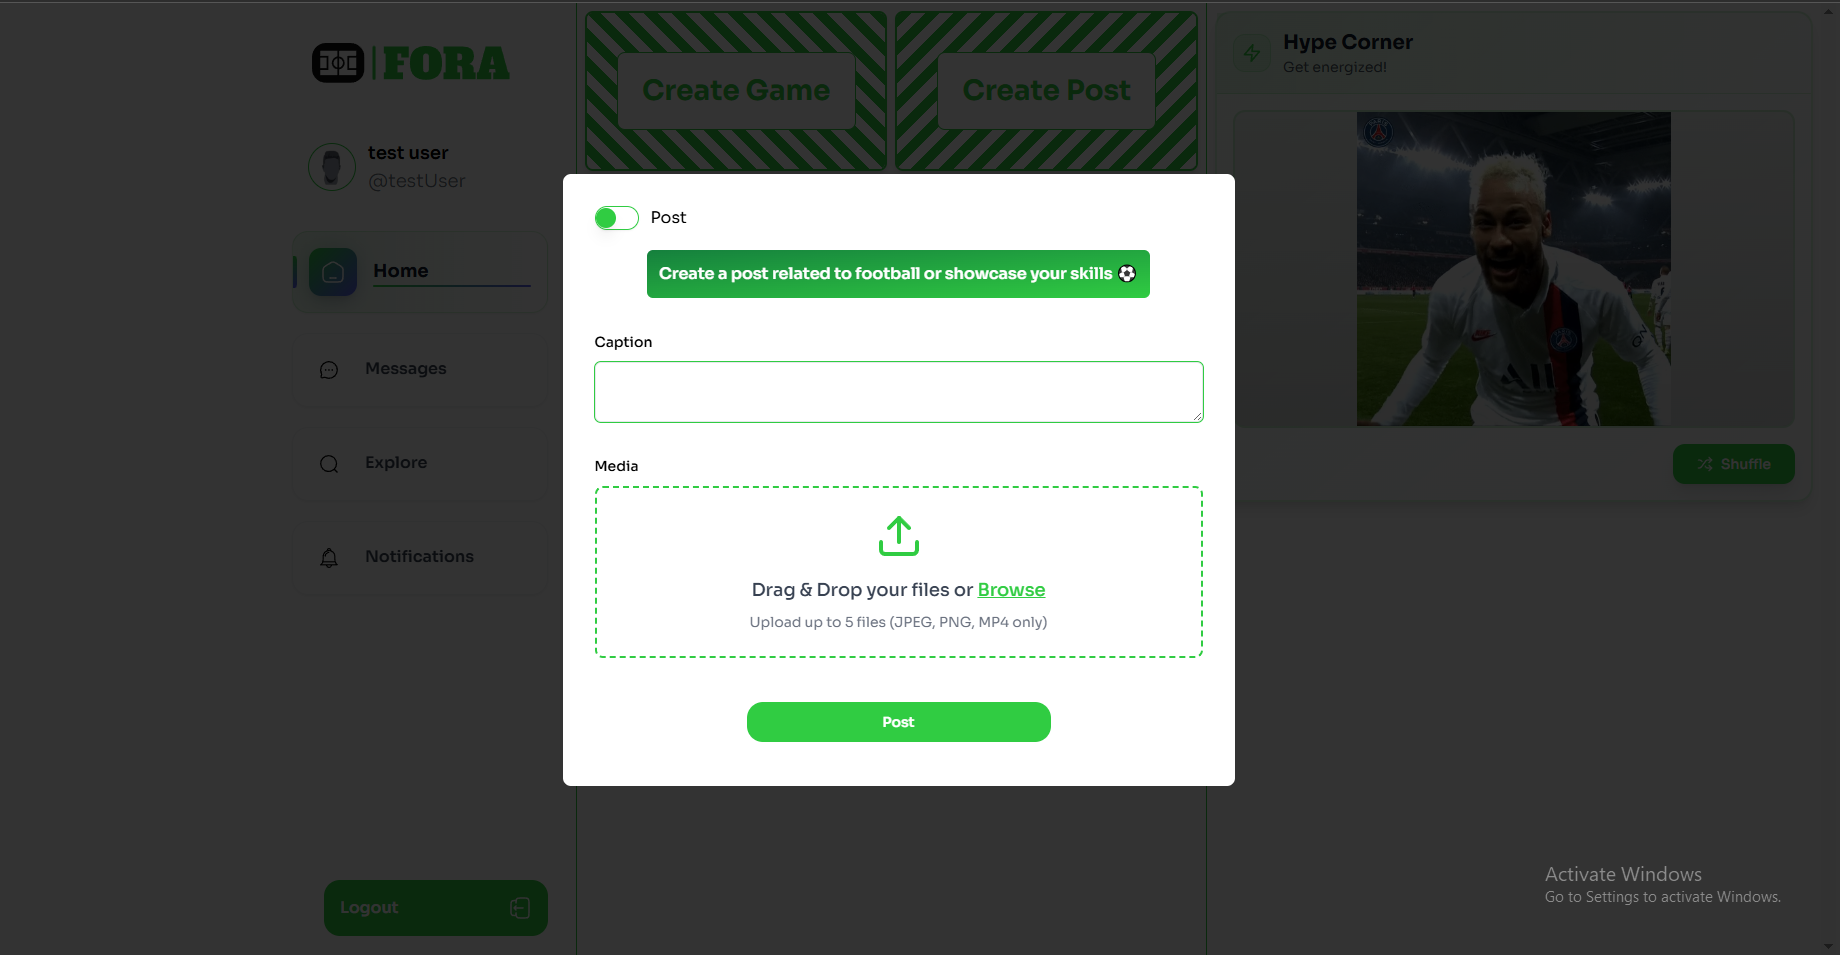 FORA
test user
@testUser
Home
Messages
Explore
Notifications
Logout
Create Game
Create Post
Post
Create a post related to football or showcase your skills ⚽
Caption
Media
Drag & Drop your files or Browse
Upload up to 5 files (JPEG, PNG, MP4 only)
Post
Hype Corner
Get energized!
Shuffle
Activate Windows
Go to Settings to activate Windows.